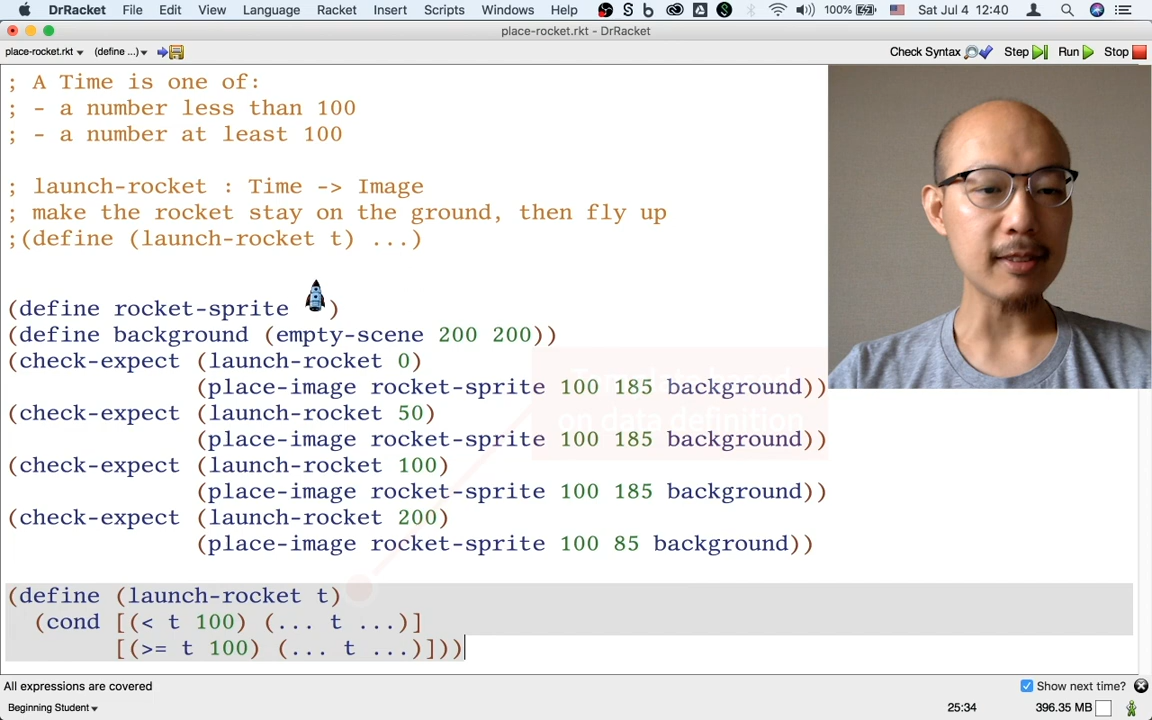 DrRacket File Edit View Language Racket Insert Scripts Windows Help 100% Sat Jul 4 12:40
place-rocket.rkt - DrRacket
place-rocket.rkt (define ...) Check Syntax Step Run Stop
; A Time is one of:
; - a number less than 100
; - a number at least 100
; launch-rocket : Time -> Image
; make the rocket stay on the ground, then fly up
;(define (launch-rocket t) ...)
(define rocket-sprite )
(define background (empty-scene 200 200))
(check-expect (launch-rocket 0)
(place-image rocket-sprite 100 185 background))
(check-expect (launch-rocket 50)
(place-image rocket-sprite 100 185 background))
(check-expect (launch-rocket 100)
(place-image rocket-sprite 100 185 background))
(check-expect (launch-rocket 200)
(place-image rocket-sprite 100 85 background))
on data definition
(define (launch-rocket t)
(cond [(< t 100) (... t ...)]
[(>= t 100) (... t ...)]))
All expressions are covered Show next time?
Beginning Student 25:34 396.35 MB